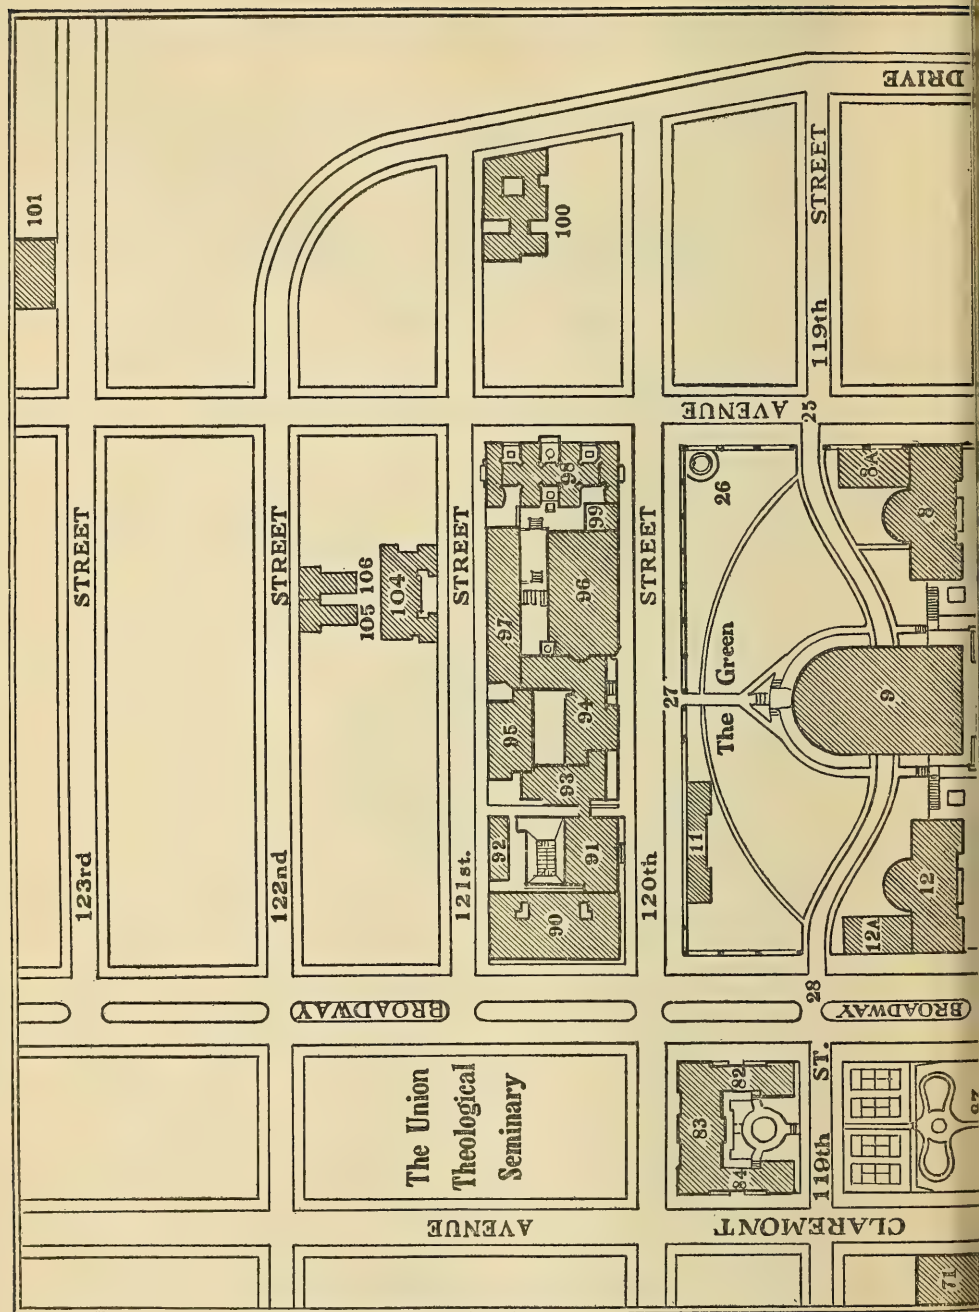 DRIVE
101
100
119th STREET
AVENUE
25
123rd STREET
122nd STREET
121st. STREET
120th STREET
105 106
104
98
99
97
96
95
94
93
92
91
90
26
27
The Green
8A
8
9
11
12
12A
28
BROADWAY
BROADWAY
The Union
Theological
Seminary
82
83
84
119th ST.
AVENUE
CLAREMONT
71